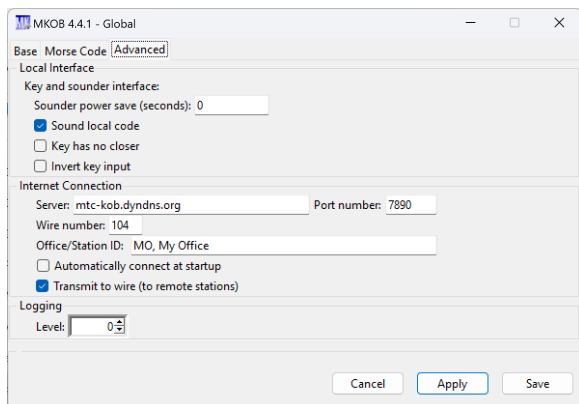 MKOB 4.4.1 - Global
Base Morse Code Advanced
Local Interface
Key and sounder interface:
Sounder power save (seconds): 0
Sound local code
Key has no closer
Invert key input
Internet Connection
Server: mtc-kob.dyndns.org Port number: 7890
Wire number: 104
Office/Station ID: MO, My Office
Automatically connect at startup
Transmit to wire (to remote stations)
Logging
Level: 0
Cancel Apply Save